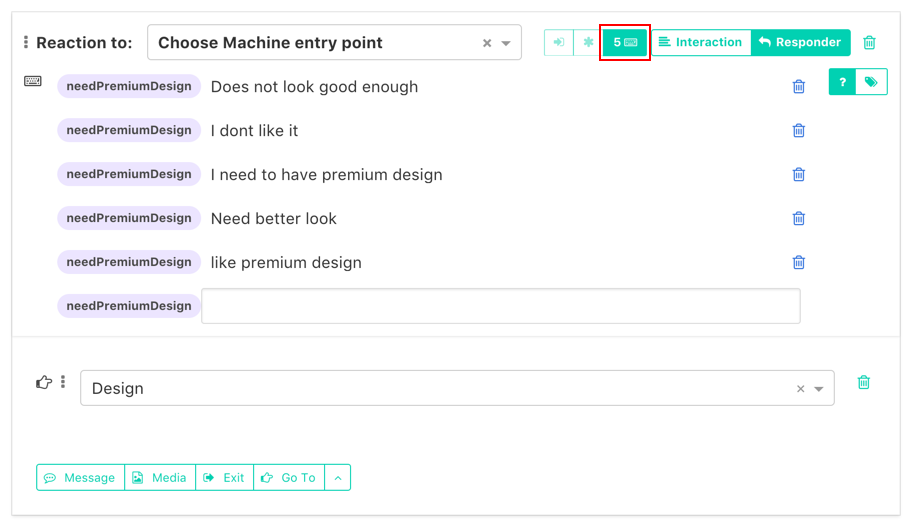 Reaction to: Choose Machine entry point 5 Interaction Responder
needPremiumDesign Does not look good enough ?
needPremiumDesign I dont like it
needPremiumDesign I need to have premium design
needPremiumDesign Need better look
needPremiumDesign like premium design
needPremiumDesign
Design
Message Media Exit Go To